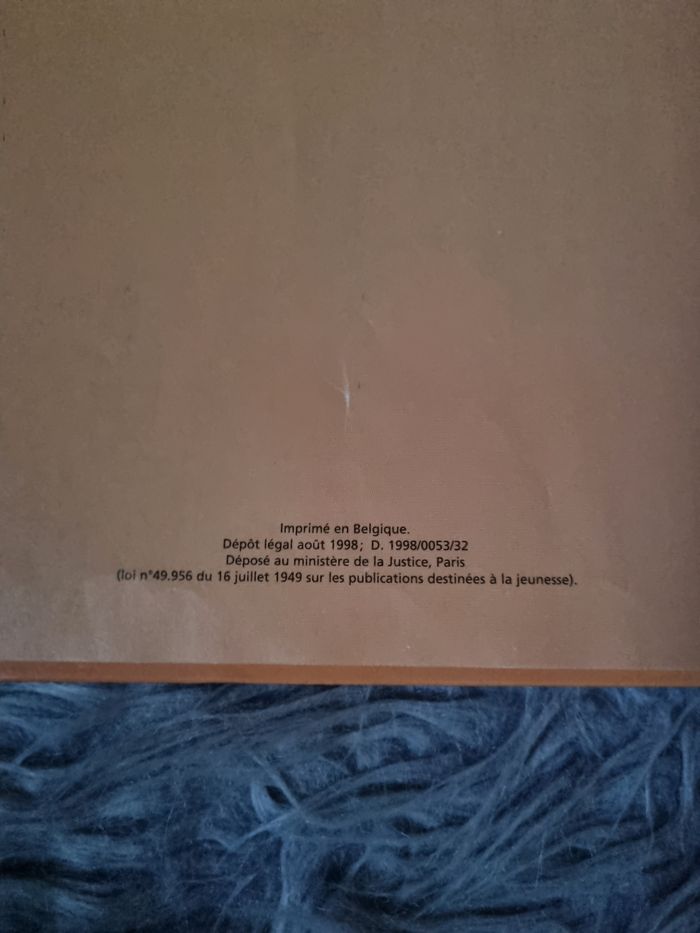 Imprimé en Belgique.
Dépôt légal août 1998; D. 1998/0053/32
Déposé au ministère de la Justice, Paris
(loi n°49.956 du 16 juillet 1949 sur les publications destinées à la jeunesse).